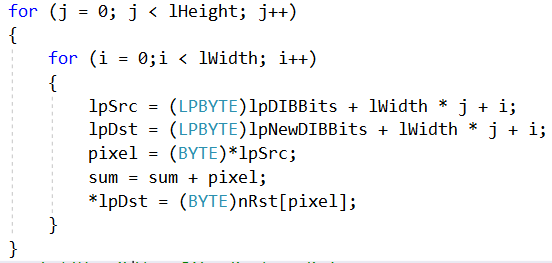 for (j = 0; j < lHeight; j++)
{
for (i = 0;i < lWidth; i++)
{
lpSrc = (LPBYTE)lpDIBBits + lWidth * j + i;
lpDst = (LPBYTE)lpNewDIBBits + lWidth * j + i;
pixel = (BYTE)*lpSrc;
sum = sum + pixel;
*lpDst = (BYTE)nRst[pixel];
}
}